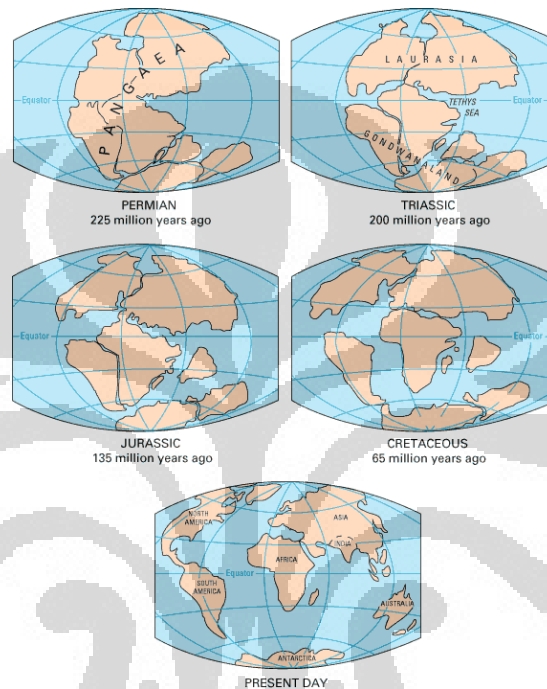 Equator
PANGAEA
PERMIAN
225 million years ago
LAURASIA
Equator
TETHYS
SEA
GONDWANALAND
TRIASSIC
200 million years ago
Equator
JURASSIC
135 million years ago
Equator
CRETACEOUS
65 million years ago
NORTH
AMERICA
ASIA
INDIA
AFRICA
Equator
SOUTH
AMERICA
AUSTRALIA
ANTARCTICA
PRESENT DAY